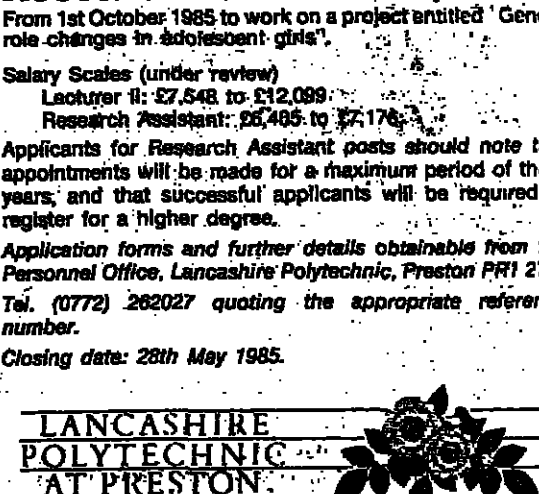 From 1st October 1985 to work on a project entitled 'Gen
role changes in adolescent girls".
Salary Scales (under review)
Lecturer II: £7,548 to £12,099
Research Assistant: £6,485 to £7,176
Applicants for Research Assistant posts should note t
appointments will be made for a maximum period of th
years, and that successful applicants will be required
register for a higher degree.
Application forms and further details obtainable from
Personnel Office, Lancashire Polytechnic, Preston PR1 2
Tel. (0772) 262027 quoting the appropriate referen
number.
Closing date: 28th May 1985.
LANCASHIRE
POLYTECHNIC
AT PRESTON